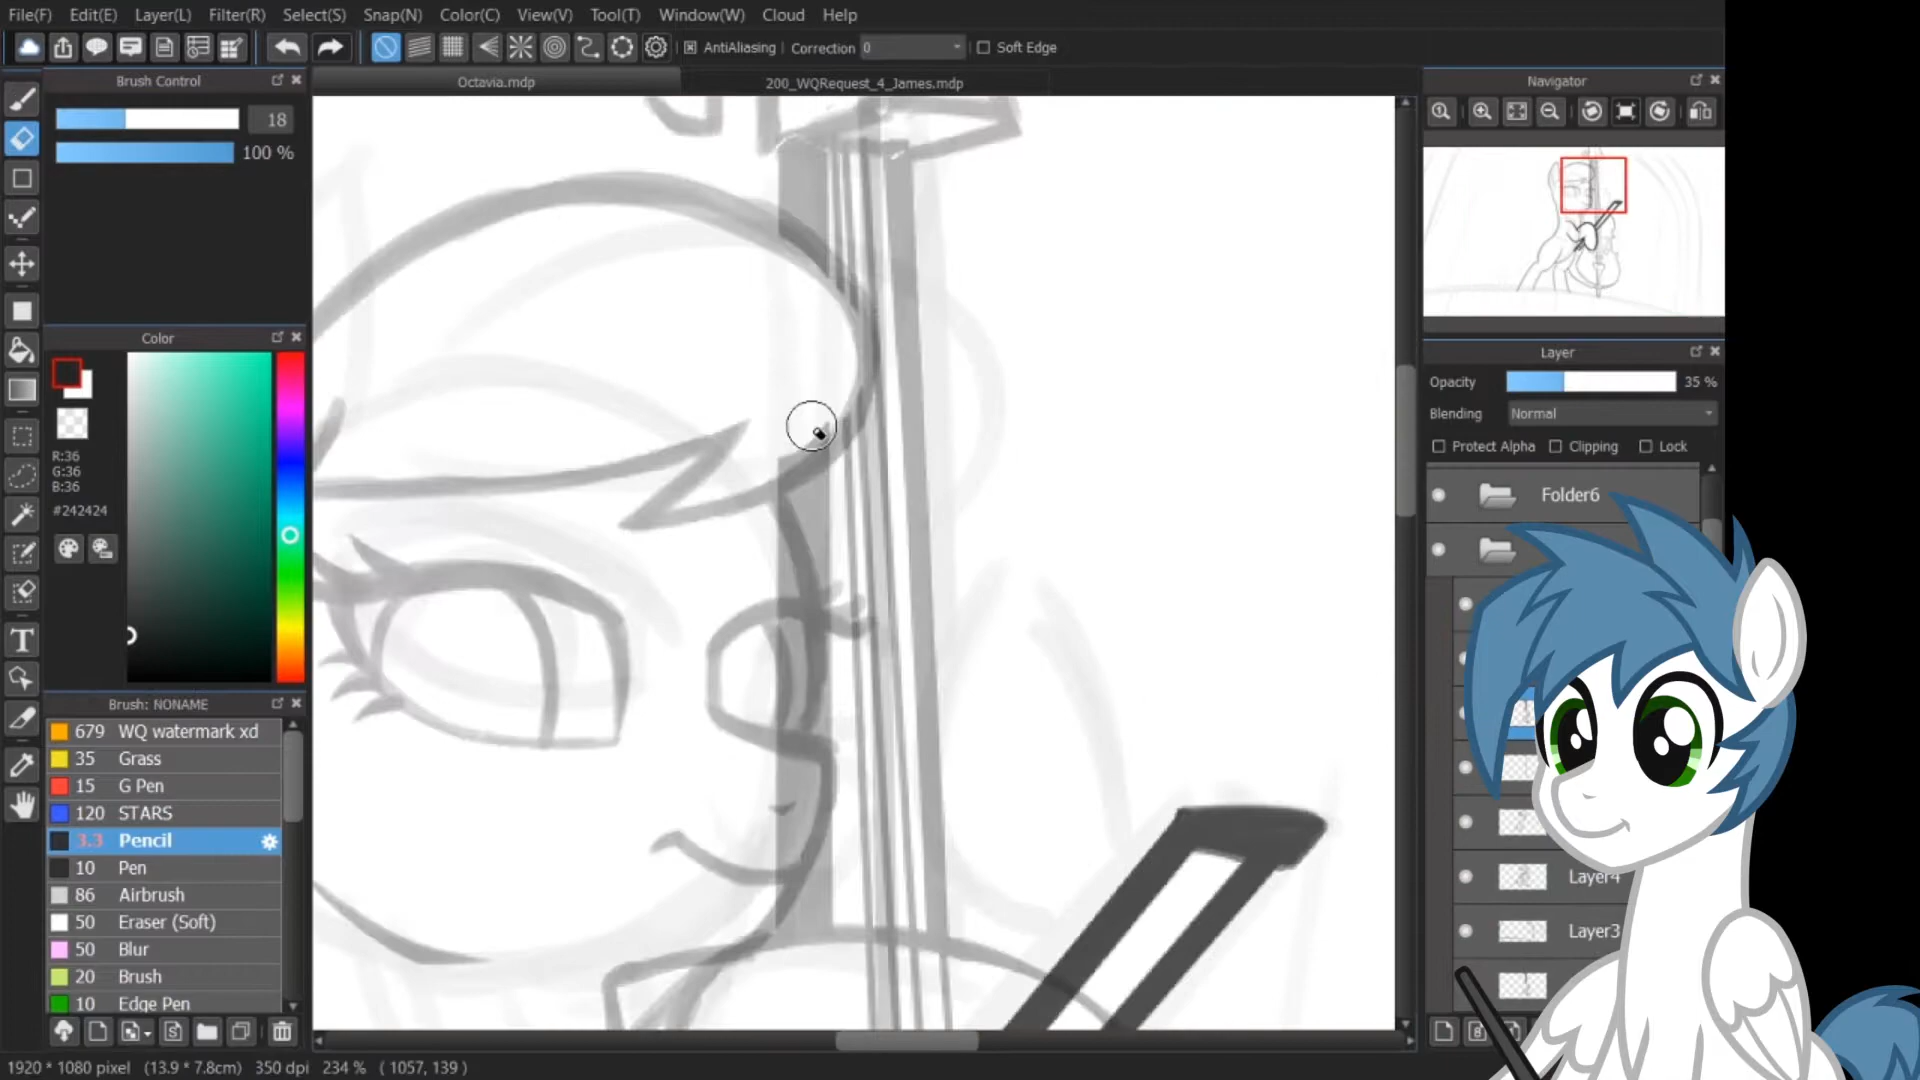 File(F) Edit(E) Layer(L) Filter(R) Select(S) Snap(N) Color(C) View(V) Tool(T) Window(W) Cloud Help
AntiAliasing Correction 0 Soft Edge
Brush Control
18
100 %
Octavia.mdp 200_WQRequest_4_James.mdp
Color
R:36
G:36
B:36
#242424
Brush: NONAME
679 WQ watermark xd
35 Grass
15 G Pen
120 STARS
3.3 Pencil
10 Pen
86 Airbrush
50 Eraser (Soft)
50 Blur
20 Brush
10 Edge Pen
Navigator
Layer
Opacity 35 %
Blending Normal
Protect Alpha Clipping Lock
Folder6
Layer4
Layer3
1920 * 1080 pixel (13.9 * 7.8cm) 350 dpi 234 % ( 1057, 139 )